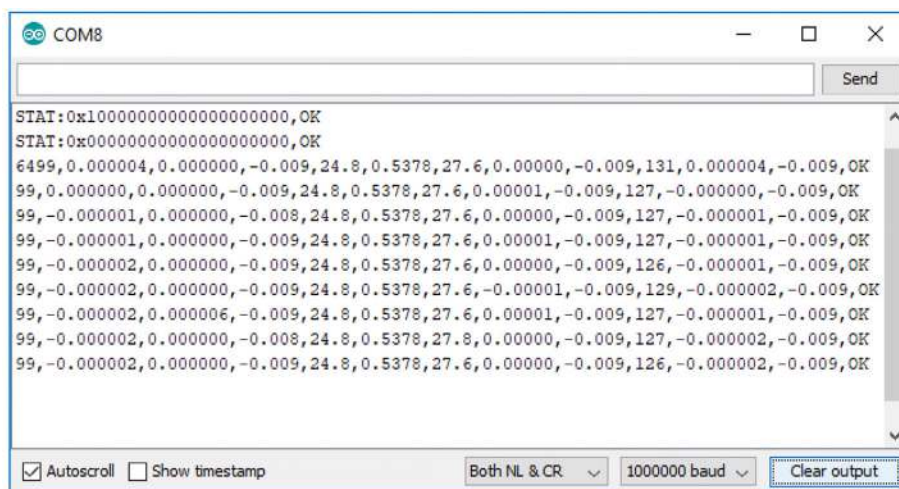 COM8
Send
STAT:0x10000000000000000000,OK
STAT:0x00000000000000000000,OK
6499,0.000004,0.000000,-0.009,24.8,0.5378,27.6,0.00000,-0.009,131,0.000004,-0.009,OK
99,0.000000,0.000000,-0.009,24.8,0.5378,27.6,0.00001,-0.009,127,-0.000000,-0.009,OK
99,-0.000001,0.000000,-0.008,24.8,0.5378,27.6,0.00000,-0.009,127,-0.000001,-0.009,OK
99,-0.000001,0.000000,-0.009,24.8,0.5378,27.6,0.00001,-0.009,127,-0.000001,-0.009,OK
99,-0.000002,0.000000,-0.009,24.8,0.5378,27.6,0.00000,-0.009,126,-0.000001,-0.009,OK
99,-0.000002,0.000000,-0.009,24.8,0.5378,27.6,-0.00001,-0.009,129,-0.000002,-0.009,OK
99,-0.000002,0.000006,-0.009,24.8,0.5378,27.6,0.00001,-0.009,127,-0.000001,-0.009,OK
99,-0.000002,0.000000,-0.008,24.8,0.5378,27.8,0.00000,-0.009,127,-0.000002,-0.009,OK
99,-0.000002,0.000000,-0.009,24.8,0.5378,27.6,0.00000,-0.009,126,-0.000002,-0.009,OK
Autoscroll Show timestamp Both NL & CR 1000000 baud Clear output